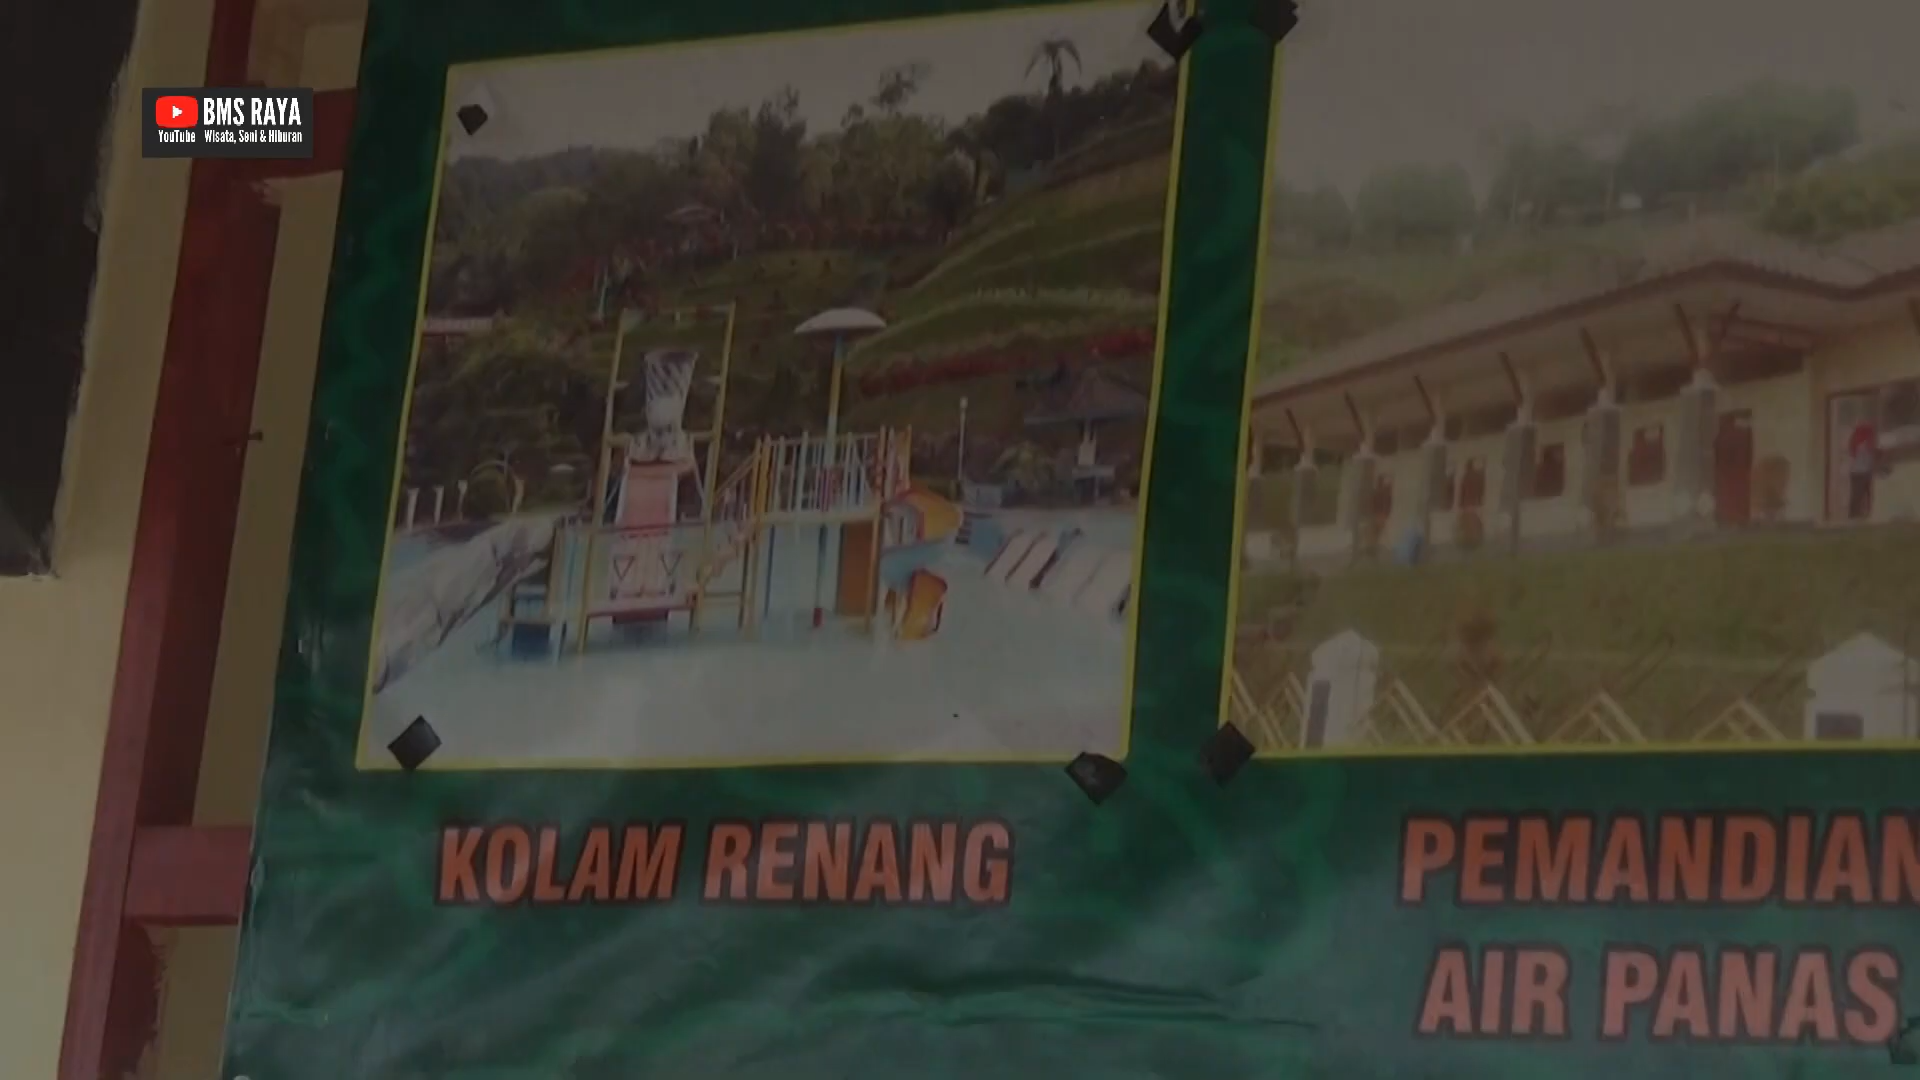 BMS RAYA
YouTube Wisata, Seni & Hiburan
KOLAM RENANG
PEMANDIAN
AIR PANAS